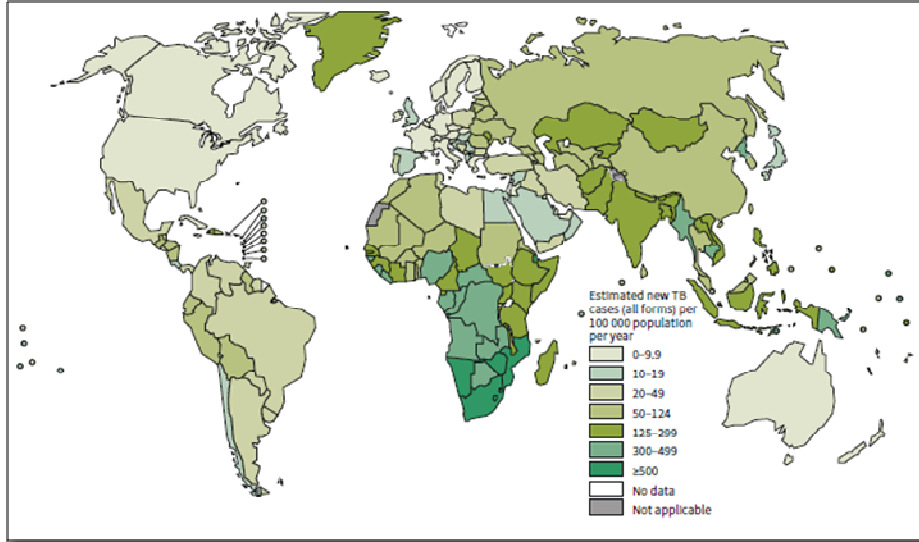 Estimated new TB
cases (all forms) per
100 000 population
per year
0–9.9
10–19
20–49
50–124
125–299
300–499
≥500
No data
Not applicable